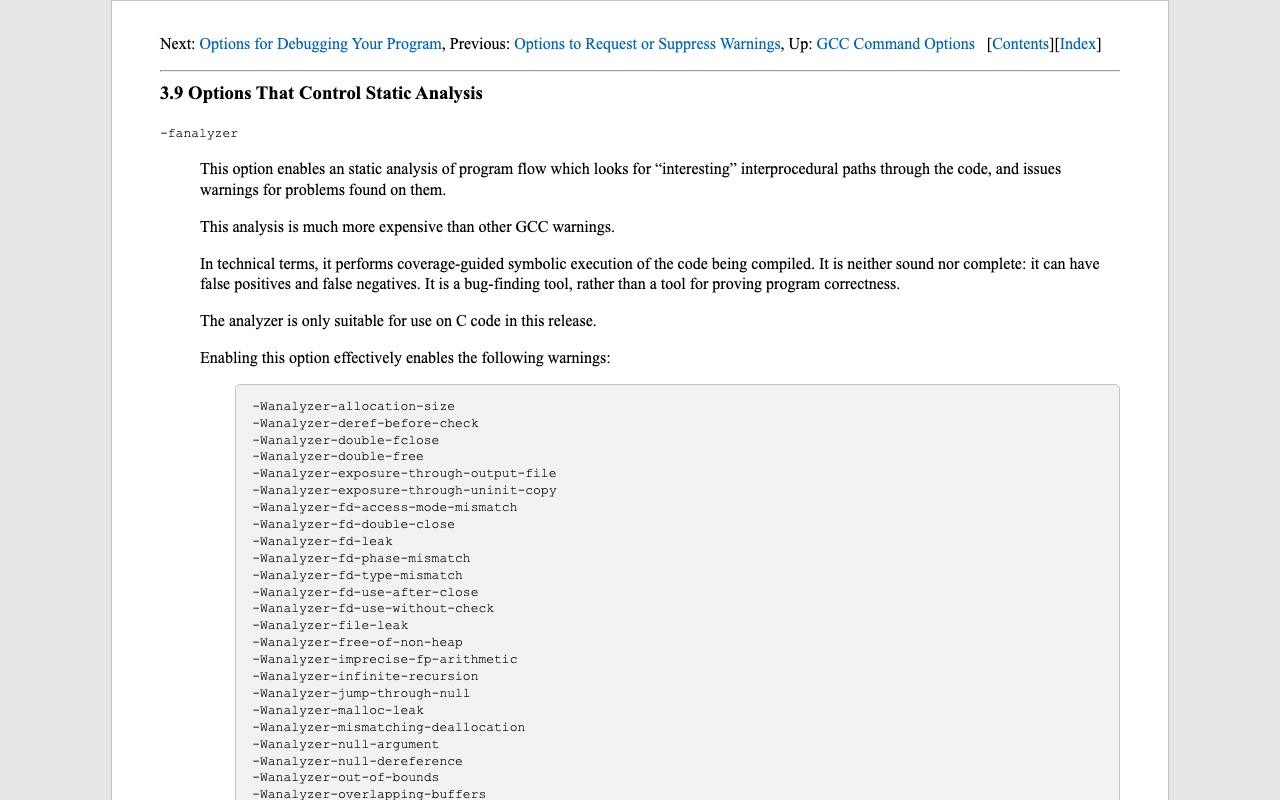 Next: Options for Debugging Your Program, Previous: Options to Request or Suppress Warnings, Up: GCC Command Options   [Contents][Index]
3.9 Options That Control Static Analysis
-fanalyzer
This option enables an static analysis of program flow which looks for “interesting” interprocedural paths through the code, and issues
warnings for problems found on them.
This analysis is much more expensive than other GCC warnings.
In technical terms, it performs coverage-guided symbolic execution of the code being compiled. It is neither sound nor complete: it can have
false positives and false negatives. It is a bug-finding tool, rather than a tool for proving program correctness.
The analyzer is only suitable for use on C code in this release.
Enabling this option effectively enables the following warnings:
-Wanalyzer-allocation-size
-Wanalyzer-deref-before-check
-Wanalyzer-double-fclose
-Wanalyzer-double-free
-Wanalyzer-exposure-through-output-file
-Wanalyzer-exposure-through-uninit-copy
-Wanalyzer-fd-access-mode-mismatch
-Wanalyzer-fd-double-close
-Wanalyzer-fd-leak
-Wanalyzer-fd-phase-mismatch
-Wanalyzer-fd-type-mismatch
-Wanalyzer-fd-use-after-close
-Wanalyzer-fd-use-without-check
-Wanalyzer-file-leak
-Wanalyzer-free-of-non-heap
-Wanalyzer-imprecise-fp-arithmetic
-Wanalyzer-infinite-recursion
-Wanalyzer-jump-through-null
-Wanalyzer-malloc-leak
-Wanalyzer-mismatching-deallocation
-Wanalyzer-null-argument
-Wanalyzer-null-dereference
-Wanalyzer-out-of-bounds
-Wanalyzer-overlapping-buffers